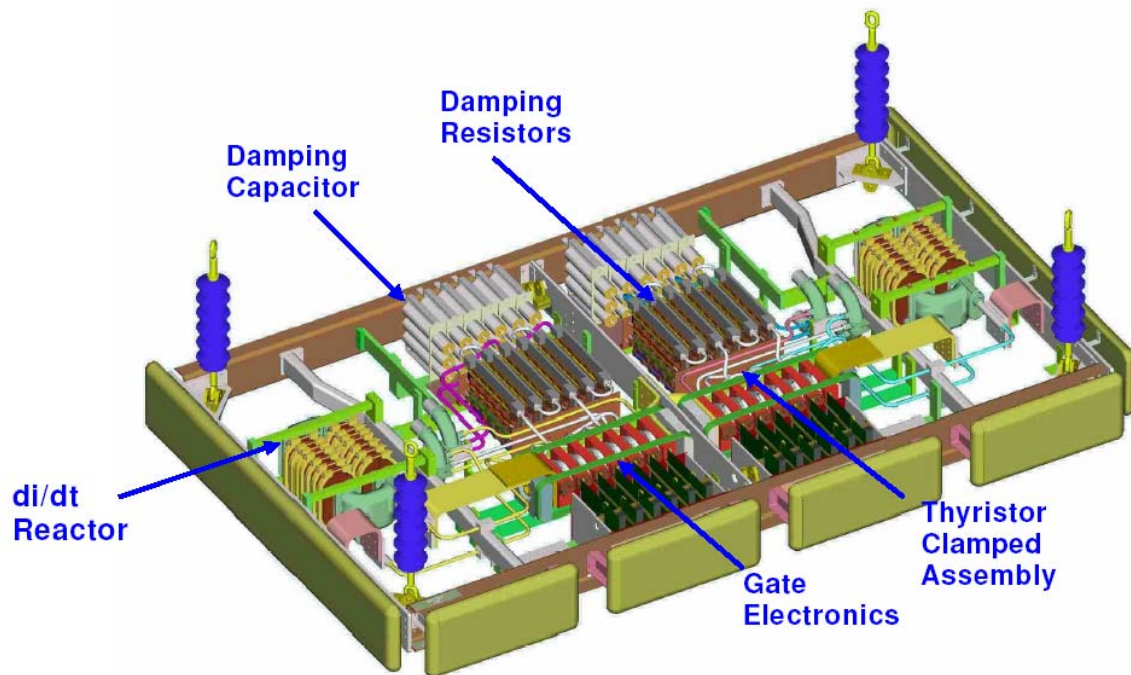 Damping
Resistors
Damping
Capacitor
di/dt
Reactor
Thyristor
Clamped
Assembly
Gate
Electronics